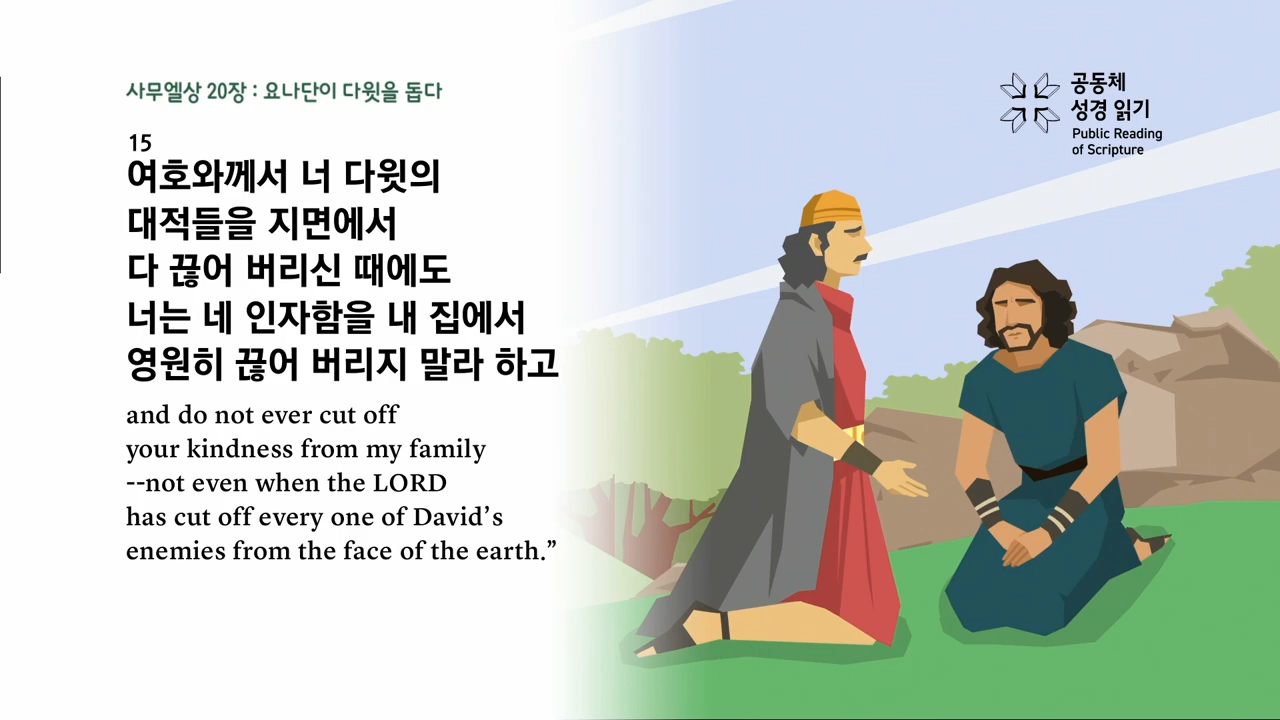 사무엘상 20장 : 요나단이 다윗을 돕다
15
여호와께서 너 다윗의
대적들을 지면에서
다 끊어 버리신 때에도
너는 네 인자함을 내 집에서
영원히 끊어 버리지 말라 하고
and do not ever cut off
your kindness from my family
--not even when the LORD
has cut off every one of David’s
enemies from the face of the earth.”
공동체
성경 읽기
Public Reading
of Scripture